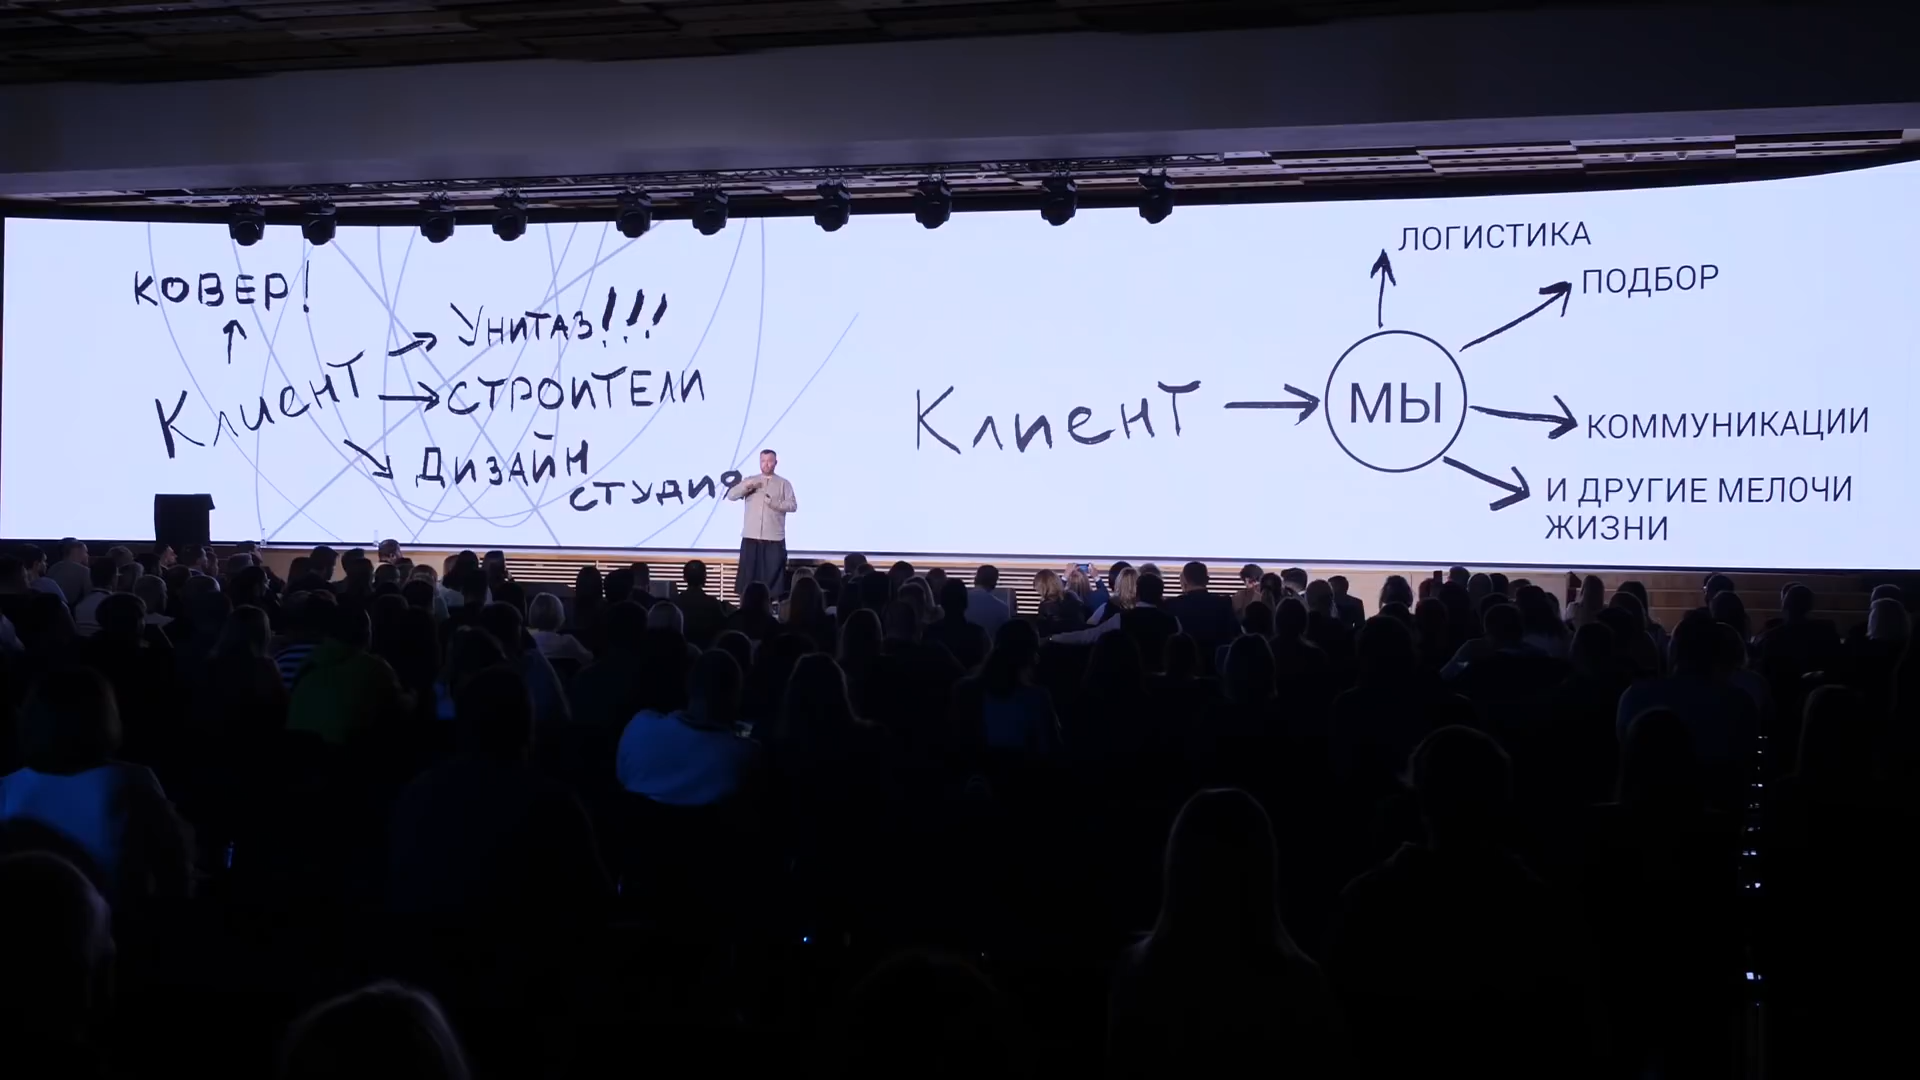 КОВЕР!
Клиент
УНИТАЗ!!!
СТРОИТЕЛИ
ДИЗАЙН
СТУДИЯ
Клиент
МЫ
ЛОГИСТИКА
ПОДБОР
КОММУНИКАЦИИ
И ДРУГИЕ МЕЛОЧИ
ЖИЗНИ